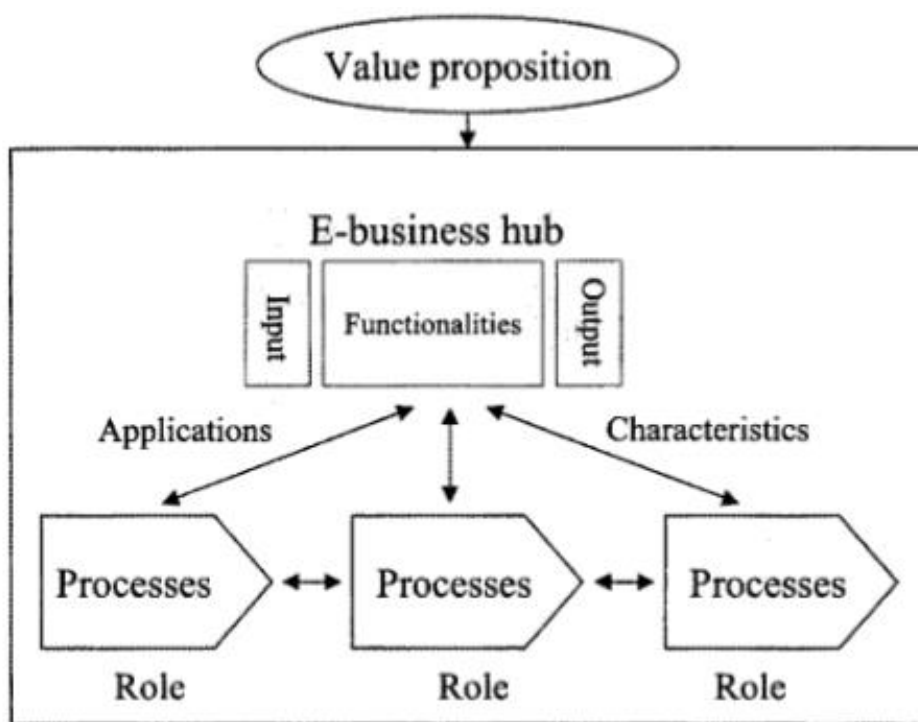 Value proposition
E-business hub
Input
Functionalities
Output
Applications
Characteristics
Processes
Processes
Processes
Role
Role
Role